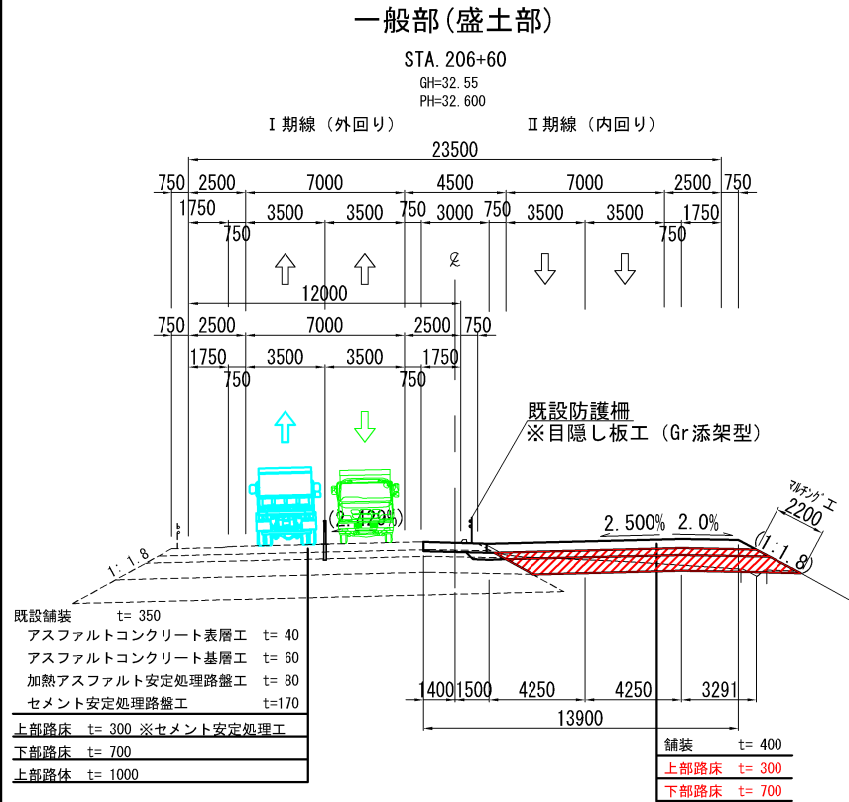 一般部(盛土部)
STA. 206+60
GH=32.55
PH=32.600
Ⅰ期線（外回り）
Ⅱ期線（内回り）
23500
750 2500 7000 4500 7000 2500 750
1750 3500 3500 750 3000 750 3500 3500 1750
750 750
℄
12000
750 2500 7000 2500 750
1750 3500 3500 1750
750 750
既設防護柵
※目隠し板工（Gr添架型）
マルチング工
2200
(2.420%)
2.500% 2.0%
(1:1.8)
1:1.8
既設舗装 t= 350
アスファルトコンクリート表層工 t= 40
アスファルトコンクリート基層工 t= 60
加熱アスファルト安定処理路盤工 t= 80
セメント安定処理路盤工 t=170
上部路床 t= 300 ※セメント安定処理工
下部路床 t= 700
上部路体 t= 1000
1400 1500 4250 4250 3291
13900
舗装 t= 400
上部路床 t= 300
下部路床 t= 700